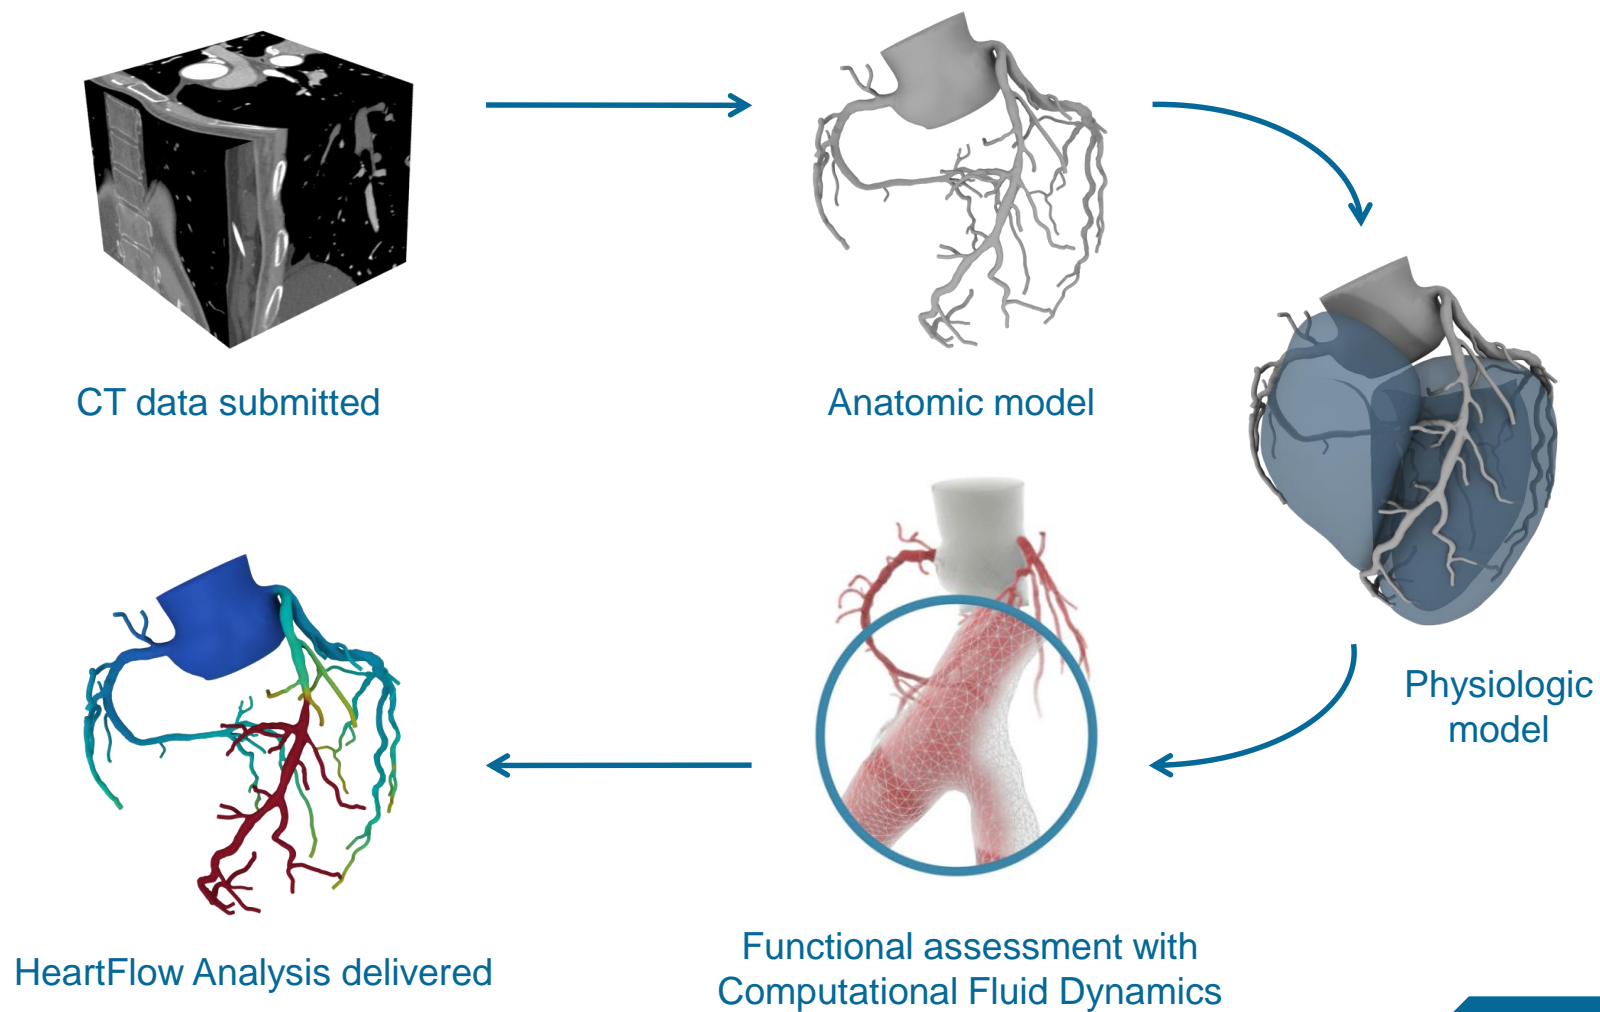 CT data submitted
Anatomic model
Physiologic
model
Functional assessment with
Computational Fluid Dynamics
HeartFlow Analysis delivered